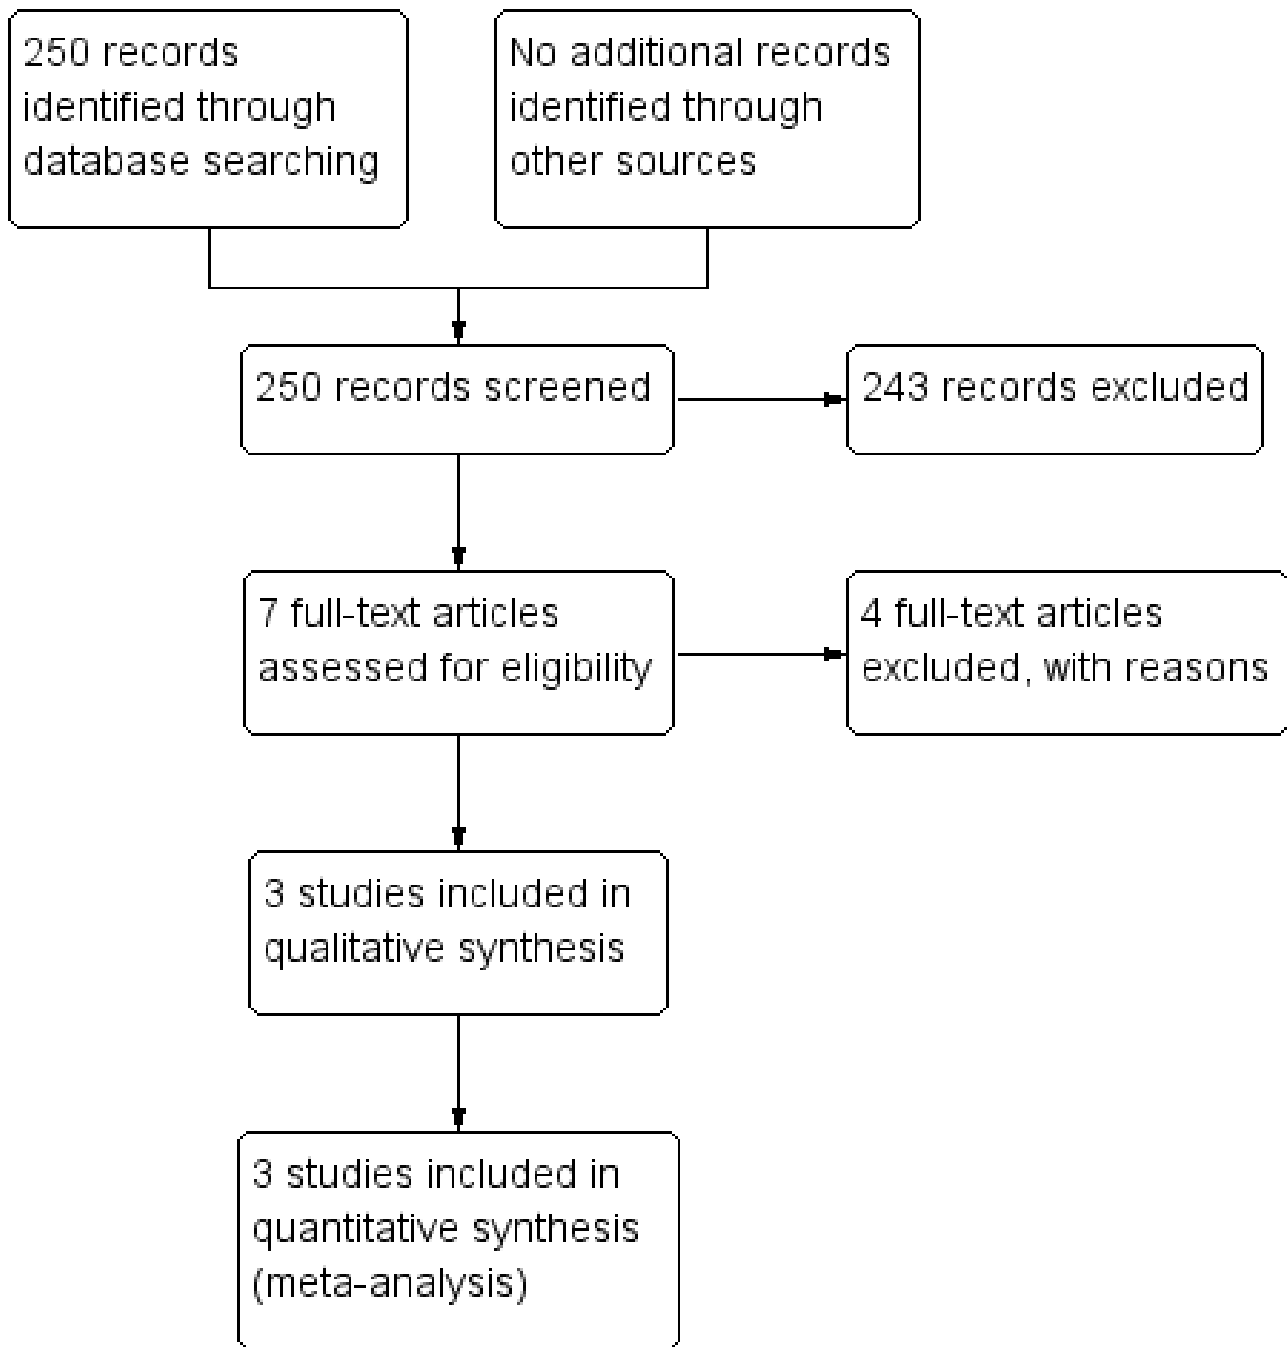 250 records
identified through
database searching
No additional records
identified through
other sources
250 records screened
243 records excluded
7 full-text articles
assessed for eligibility
4 full-text articles
excluded, with reasons
3 studies included in
qualitative synthesis
3 studies included in
quantitative synthesis
(meta-analysis)